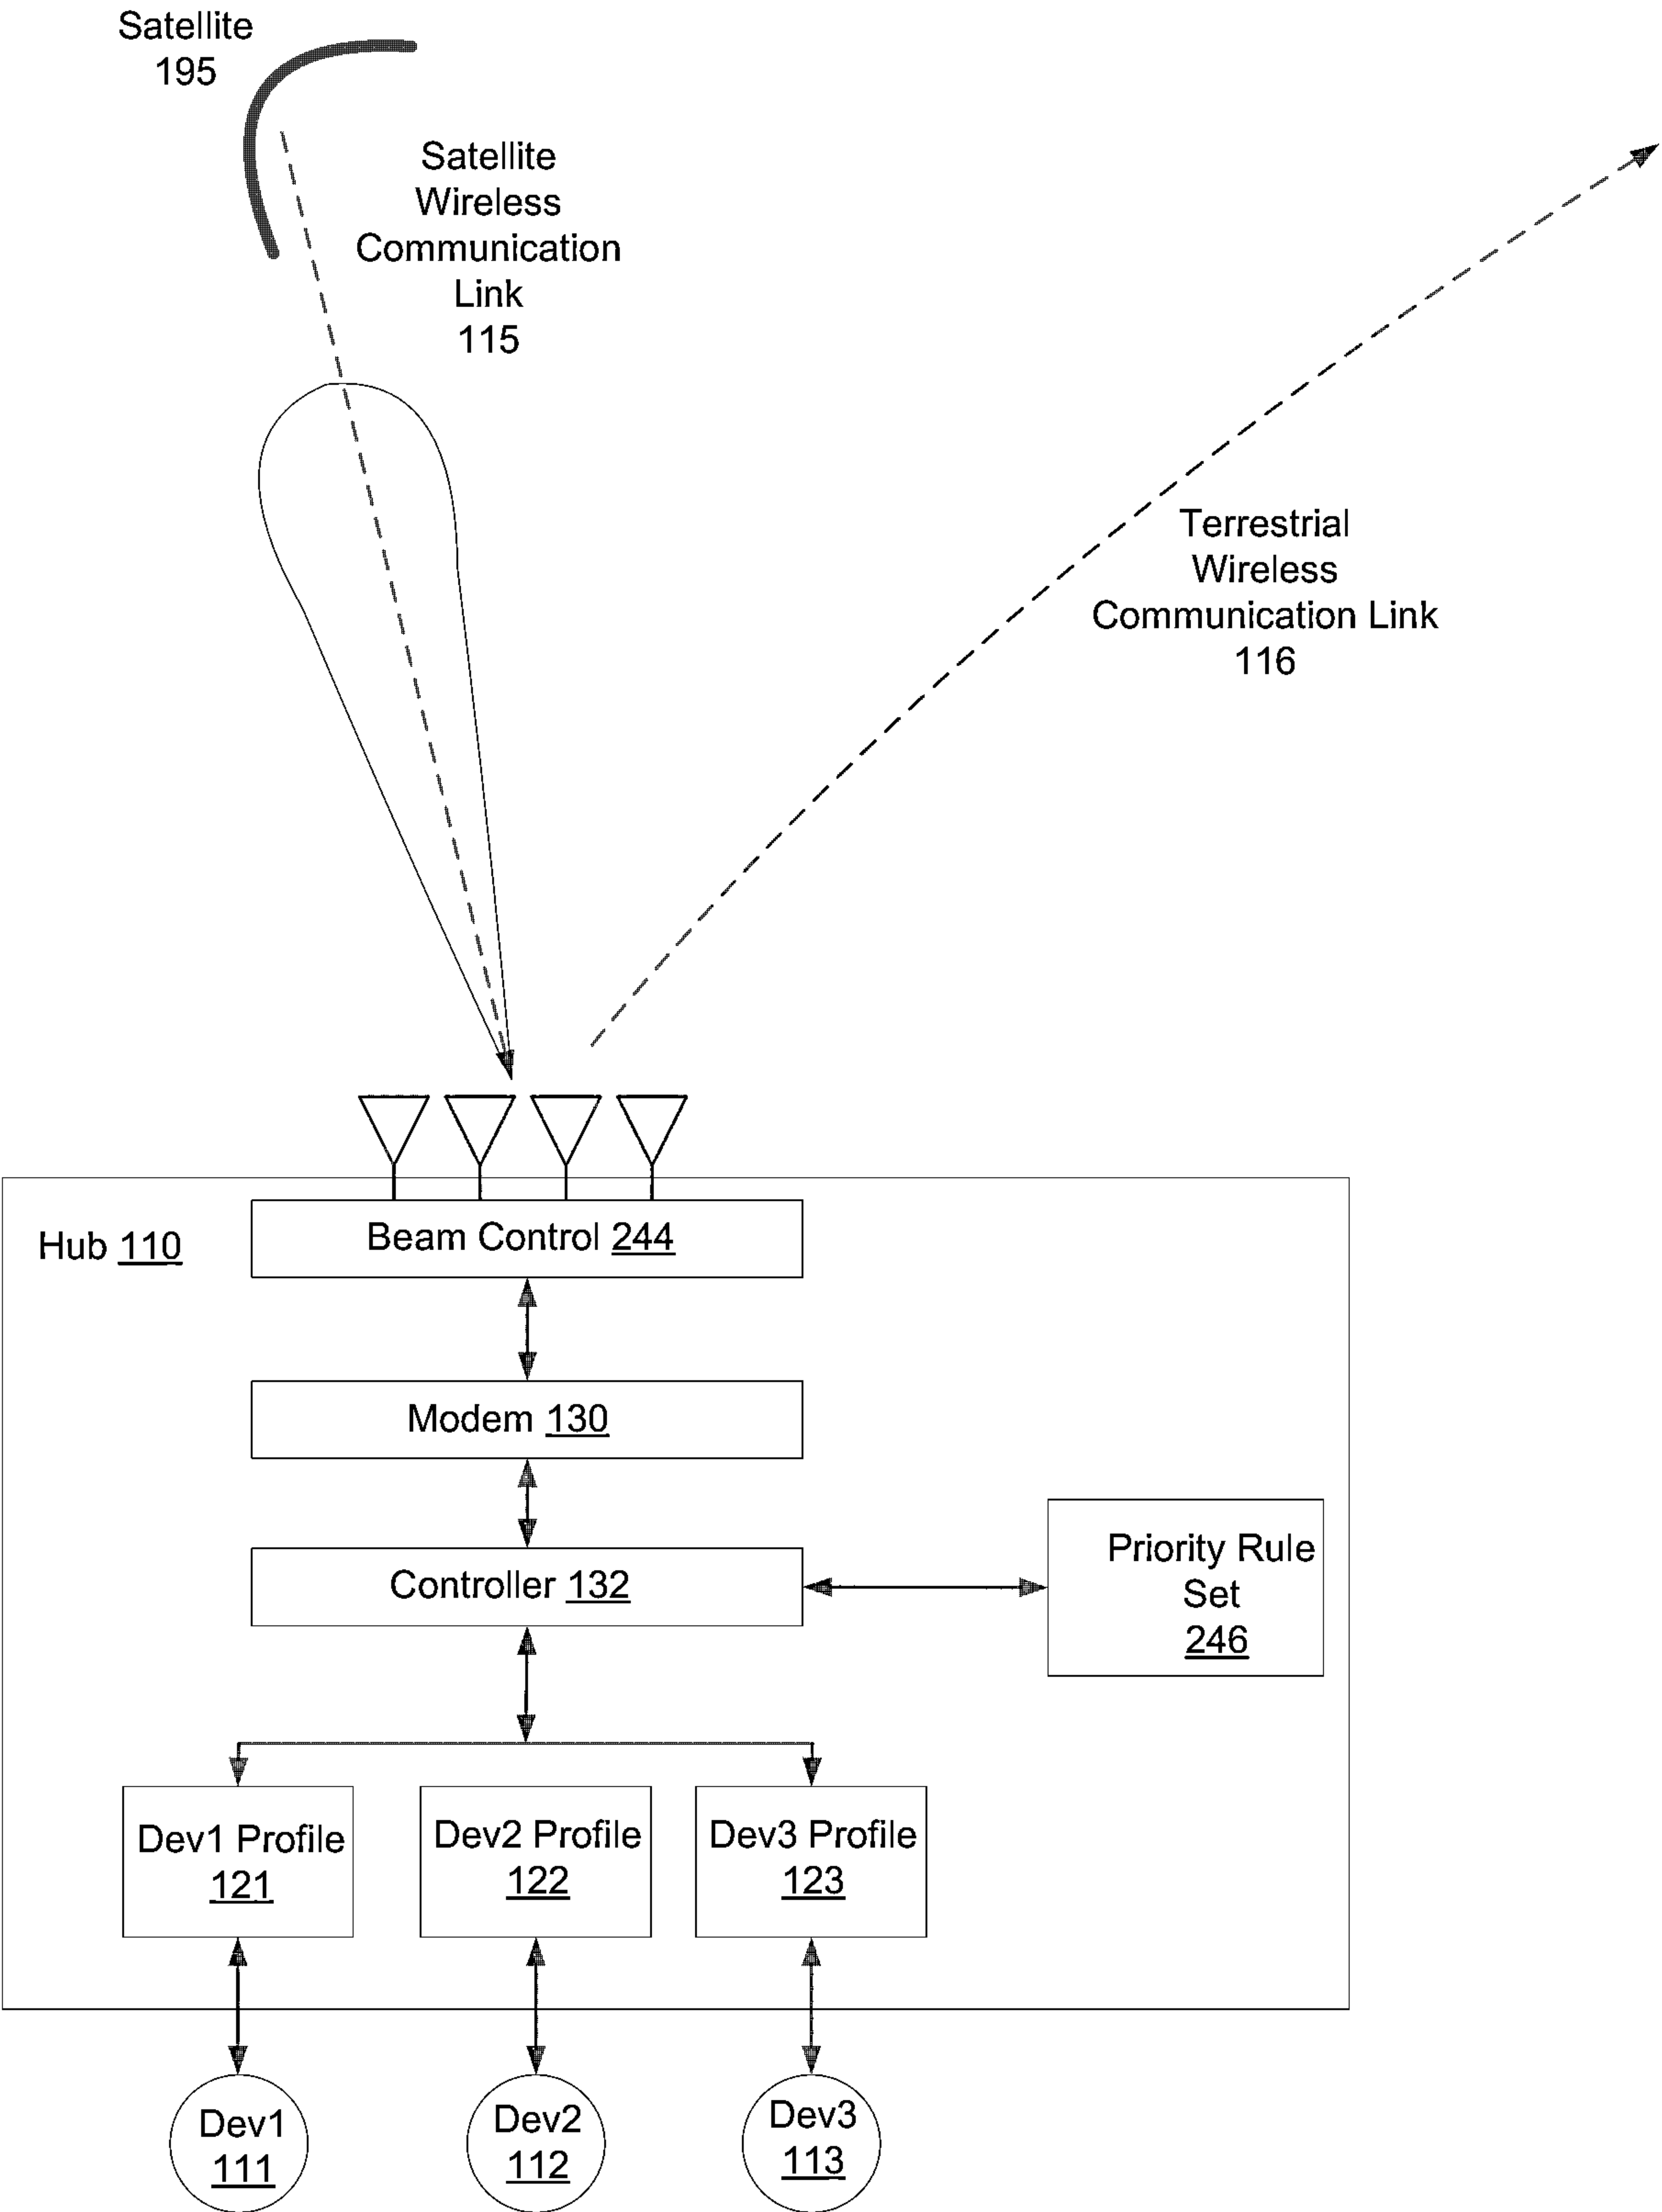 Satellite
195
Satellite
Wireless
Communication
Link
115
Terrestrial
Wireless
Communication Link
116
Hub 110
Beam Control 244
Modem 130
Controller 132
Priority Rule
Set
246
Dev1 Profile
121
Dev2 Profile
122
Dev3 Profile
123
Dev1
111
Dev2
112
Dev3
113